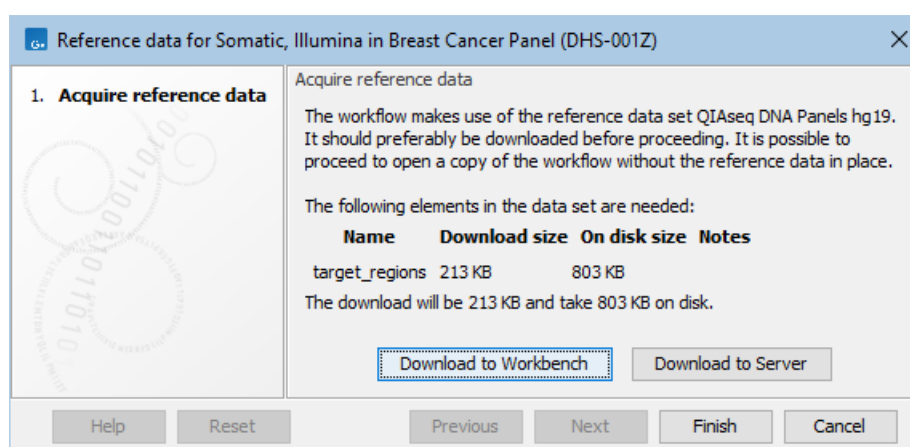 Reference data for Somatic, Illumina in Breast Cancer Panel (DHS-001Z)
1. Acquire reference data
Acquire reference data
The workflow makes use of the reference data set QIAseq DNA Panels hg19.
It should preferably be downloaded before proceeding. It is possible to
proceed to open a copy of the workflow without the reference data in place.
The following elements in the data set are needed:
Name Download size On disk size Notes
target_regions 213 KB 803 KB
The download will be 213 KB and take 803 KB on disk.
Download to Workbench Download to Server
Help Reset Previous Next Finish Cancel